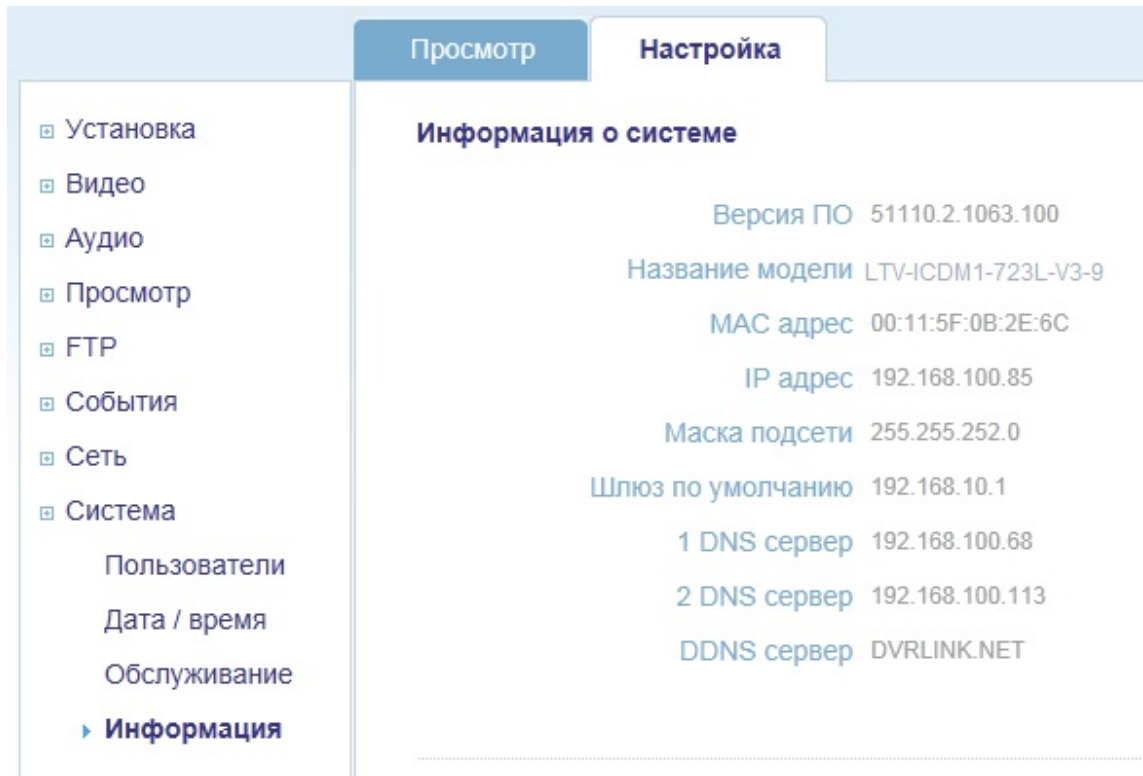 Просмотр
Настройка
Установка
Видео
Аудио
Просмотр
FTP
События
Сеть
Система
Пользователи
Дата / время
Обслуживание
Информация
Информация о системе
Версия ПО 51110.2.1063.100
Название модели LTV-ICDM1-723L-V3-9
MAC адрес 00:11:5F:0B:2E:6C
IP адрес 192.168.100.85
Маска подсети 255.255.252.0
Шлюз по умолчанию 192.168.10.1
1 DNS сервер 192.168.100.68
2 DNS сервер 192.168.100.113
DDNS сервер DVRLINK.NET